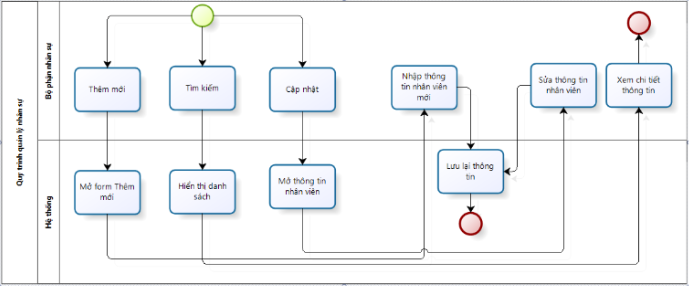 Quy trình quản lý nhân sự
Bộ phận nhân sự
Thêm mới
Tìm kiếm
Cập nhật
Nhập thông
tin nhân viên
mới
Sửa thông tin
nhân viên
Xem chi tiết
thông tin
Hệ thống
Mở form Thêm
mới
Hiển thị danh
sách
Mở thông tin
nhân viên
Lưu lại thông
tin